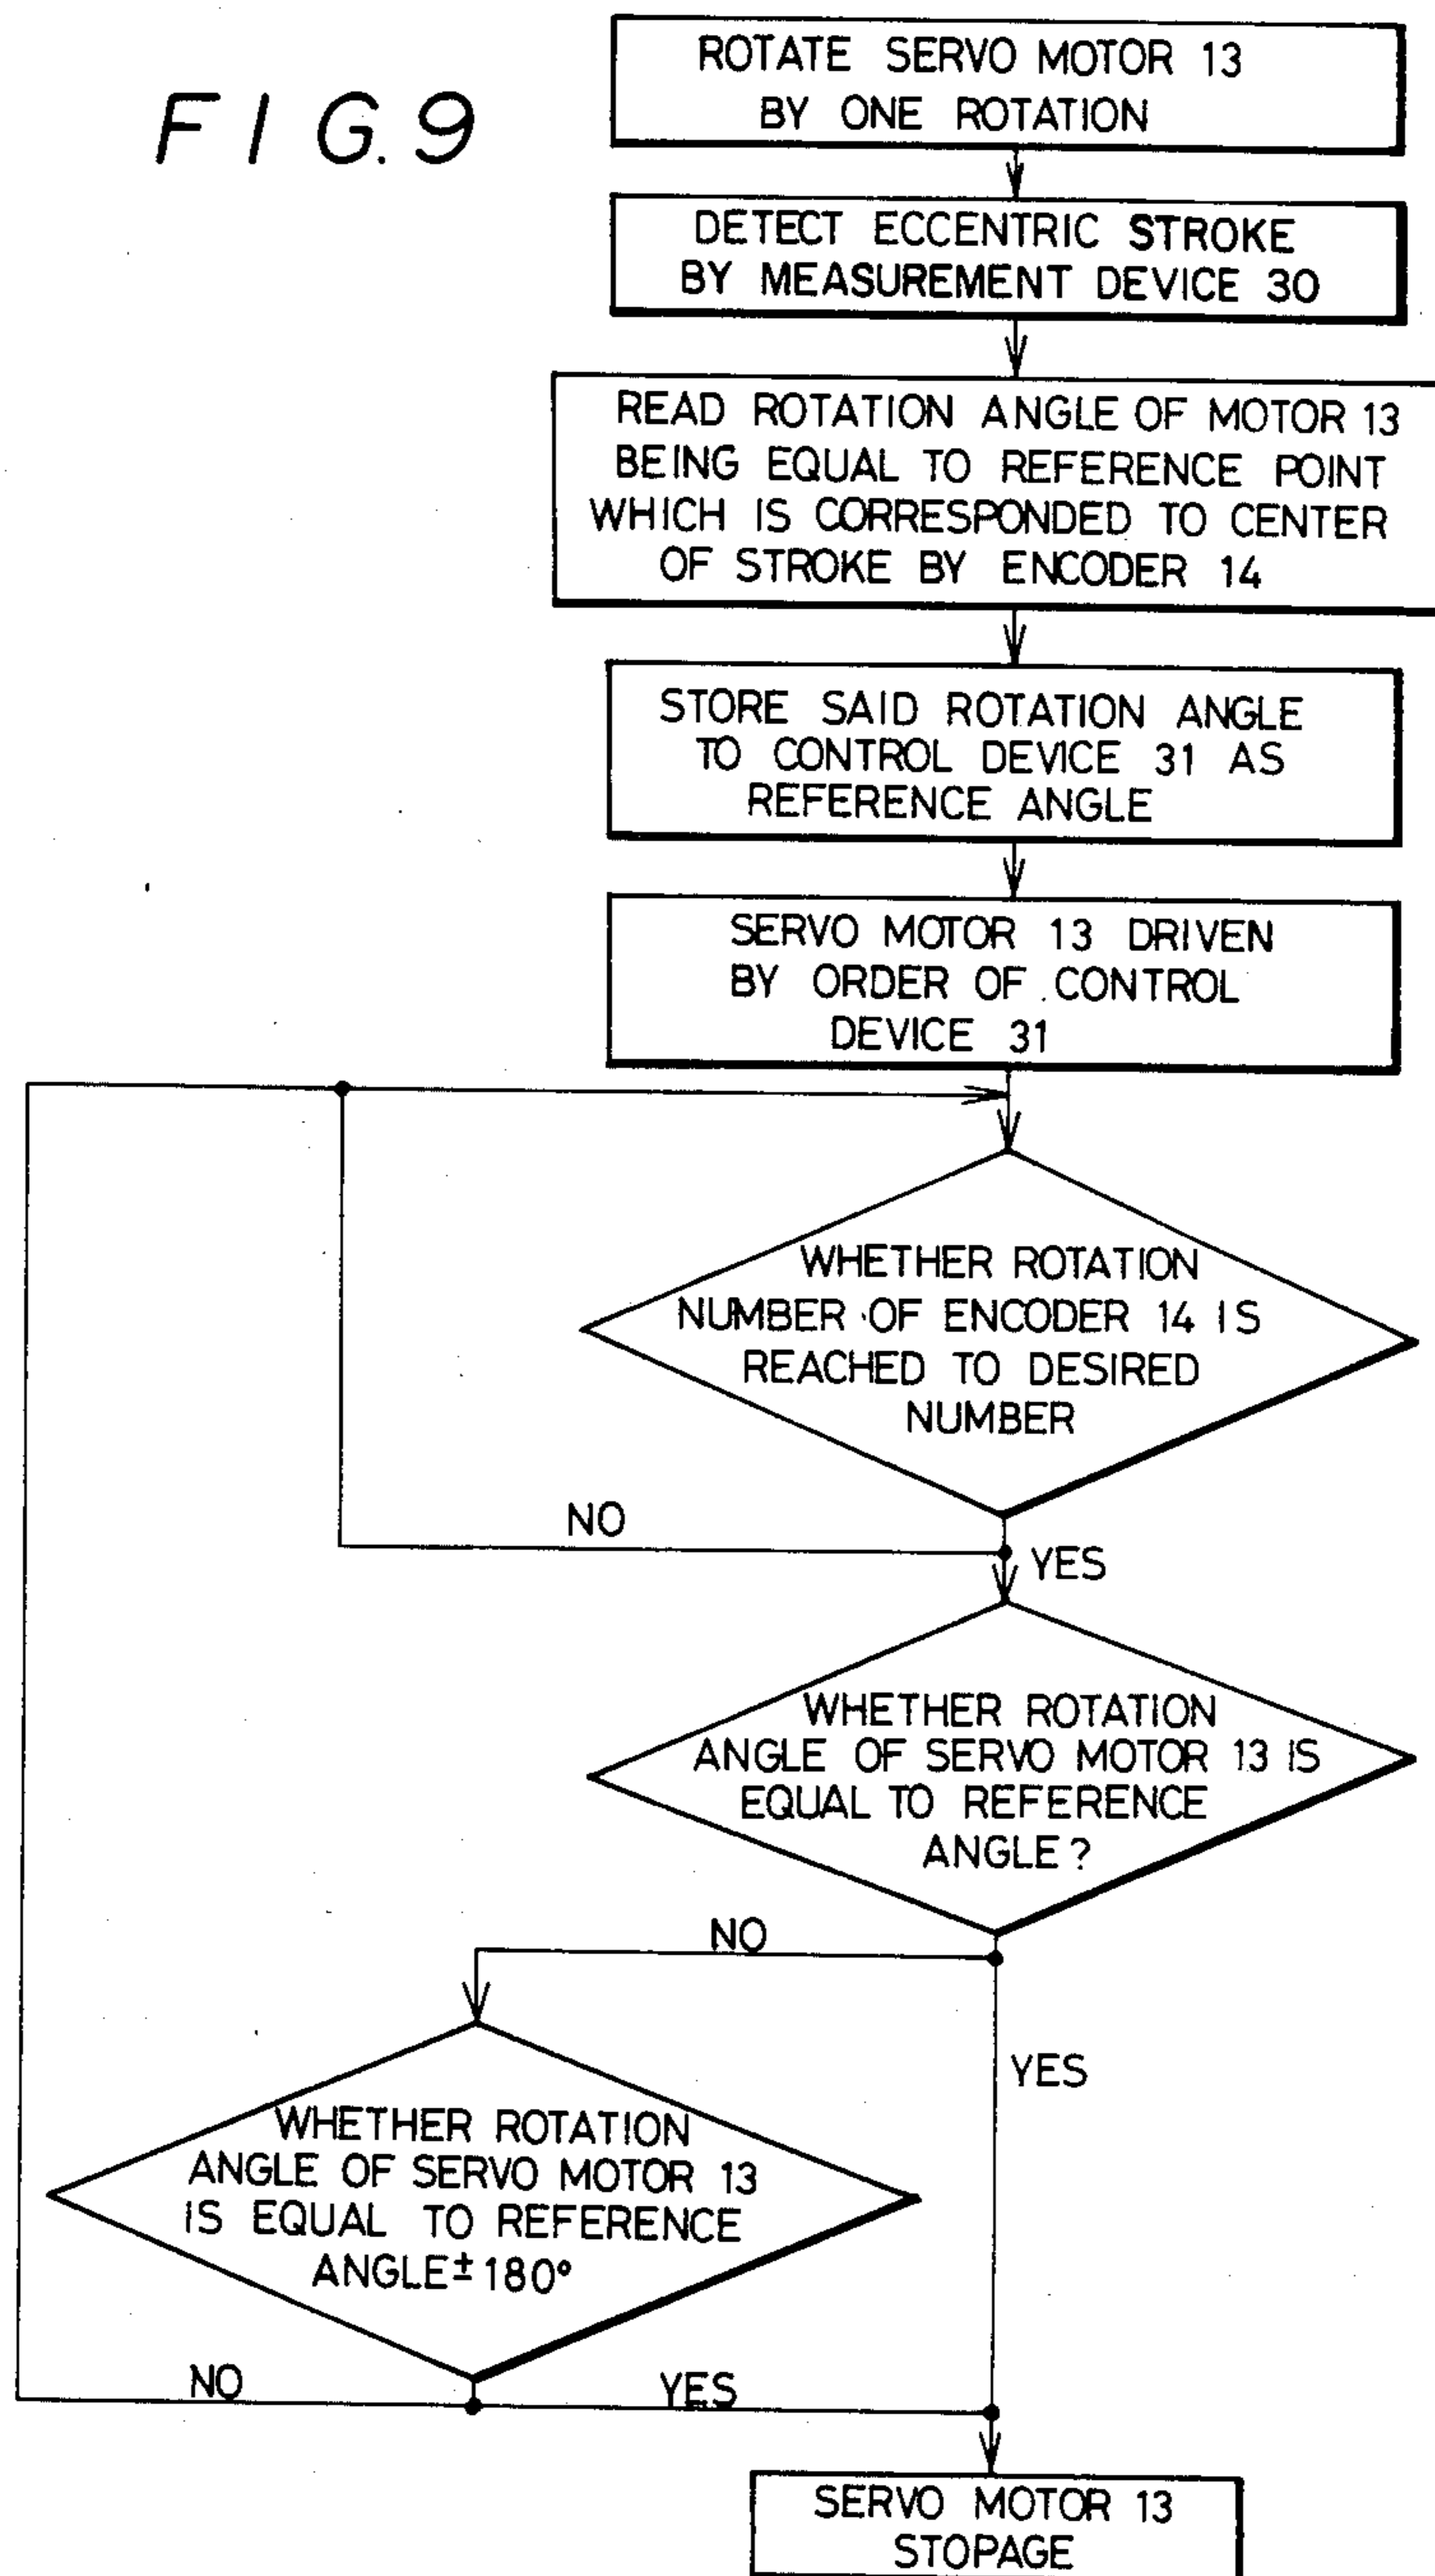 FIG.9
ROTATE SERVO MOTOR 13
BY ONE ROTATION
DETECT ECCENTRIC STROKE
BY MEASUREMENT DEVICE 30
READ ROTATION ANGLE OF MOTOR 13
BEING EQUAL TO REFERENCE POINT
WHICH IS CORRESPONDED TO CENTER
OF STROKE BY ENCODER 14
STORE SAID ROTATION ANGLE
TO CONTROL DEVICE 31 AS
REFERENCE ANGLE
SERVO MOTOR 13 DRIVEN
BY ORDER OF CONTROL
DEVICE 31
WHETHER ROTATION
NUMBER OF ENCODER 14 IS
REACHED TO DESIRED
NUMBER
NO
YES
WHETHER ROTATION
ANGLE OF SERVO MOTOR 13 IS
EQUAL TO REFERENCE
ANGLE?
NO
YES
WHETHER ROTATION
ANGLE OF SERVO MOTOR 13
IS EQUAL TO REFERENCE
ANGLE±180°
NO
YES
SERVO MOTOR 13
STOPAGE